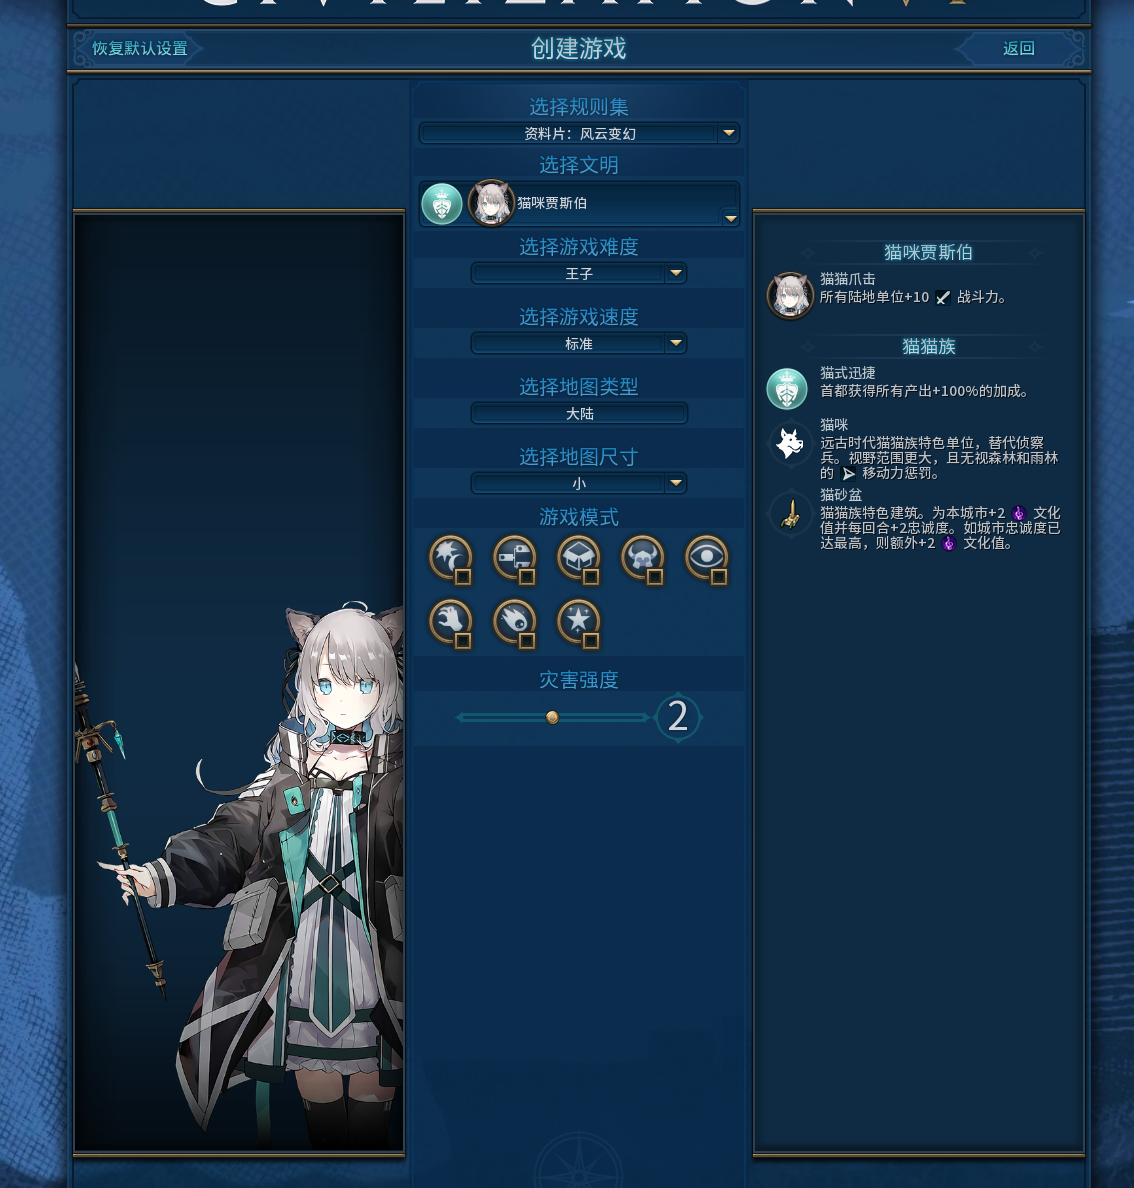 CIVILIZATION VI
恢复默认设置
创建游戏
返回
选择规则集
资料片：风云变幻
选择文明
猫咪贾斯伯
选择游戏难度
王子
选择游戏速度
标准
选择地图类型
大陆
选择地图尺寸
小
游戏模式
灾害强度
2
猫咪贾斯伯
猫猫爪击
所有陆地单位+10 战斗力。
猫猫族
猫式迅捷
首都获得所有产出+100%的加成。
猫咪
远古时代猫猫族特色单位，替代侦察
兵。视野范围更大，且无视森林和雨林
的 移动力惩罚。
猫砂盆
猫猫族特色建筑。为本城市+2 文化
值并每回合+2忠诚度。如城市忠诚度已
达最高，则额外+2 文化值。